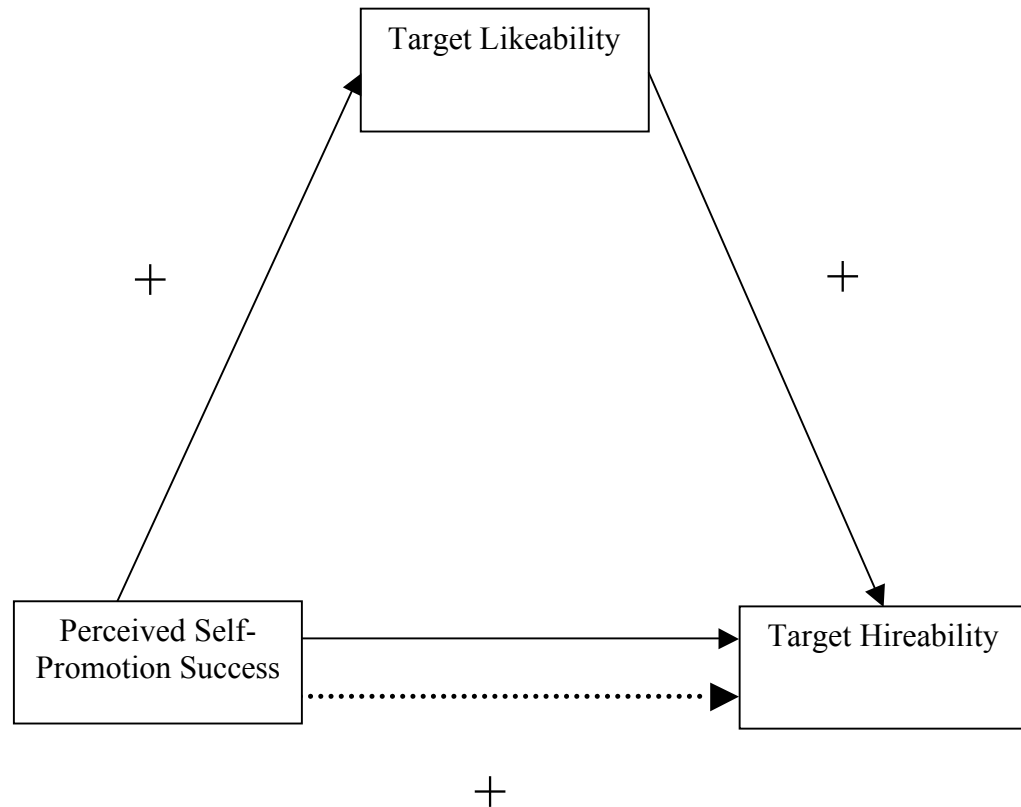 Target Likeability
+
+
Perceived Self-
Promotion Success
Target Hireability
+